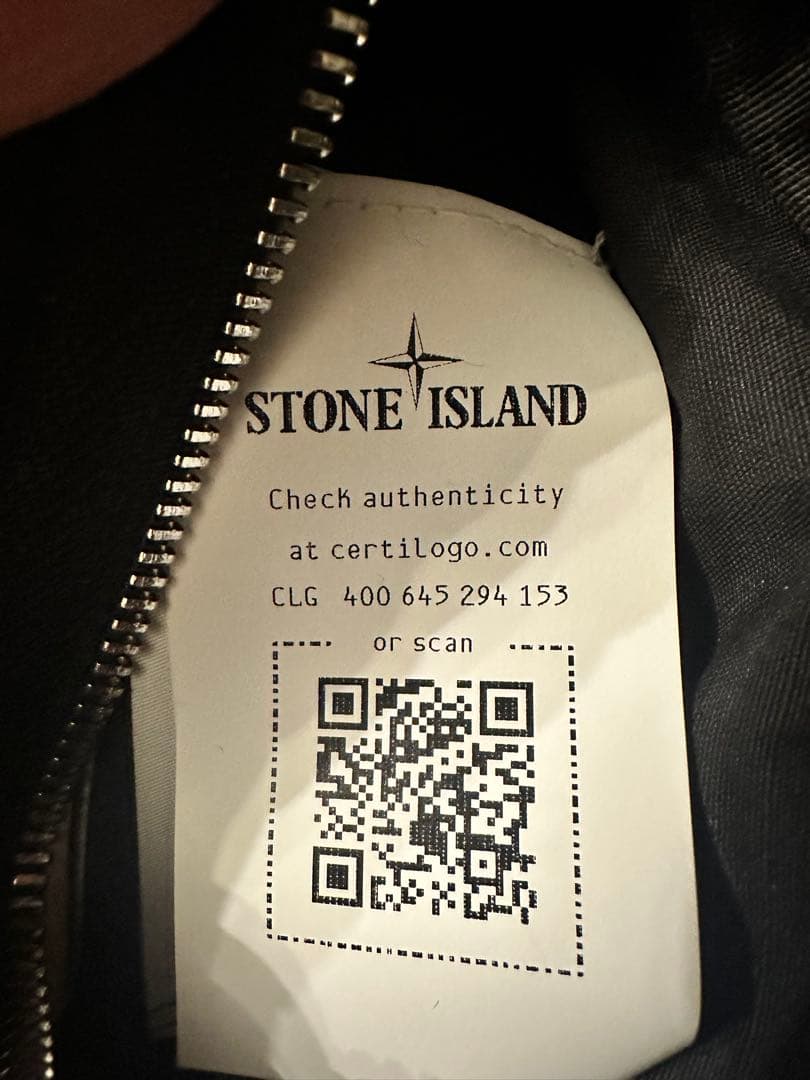 STONE ISLAND
Check authenticity
at certilogo.com
CLG 400 645 294 153
or scan